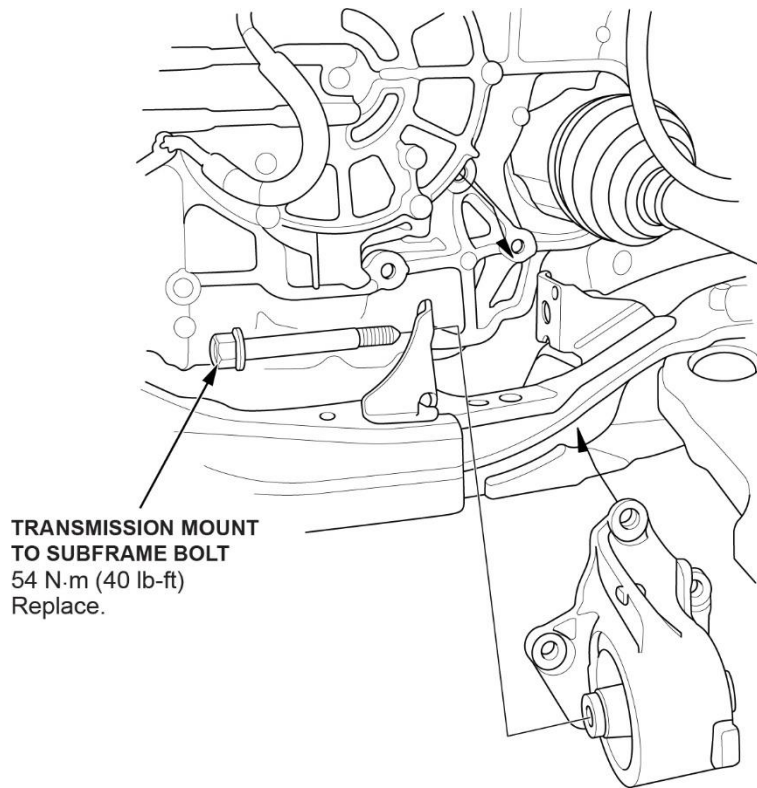 TRANSMISSION MOUNT
TO SUBFRAME BOLT
54 N·m (40 lb-ft)
Replace.